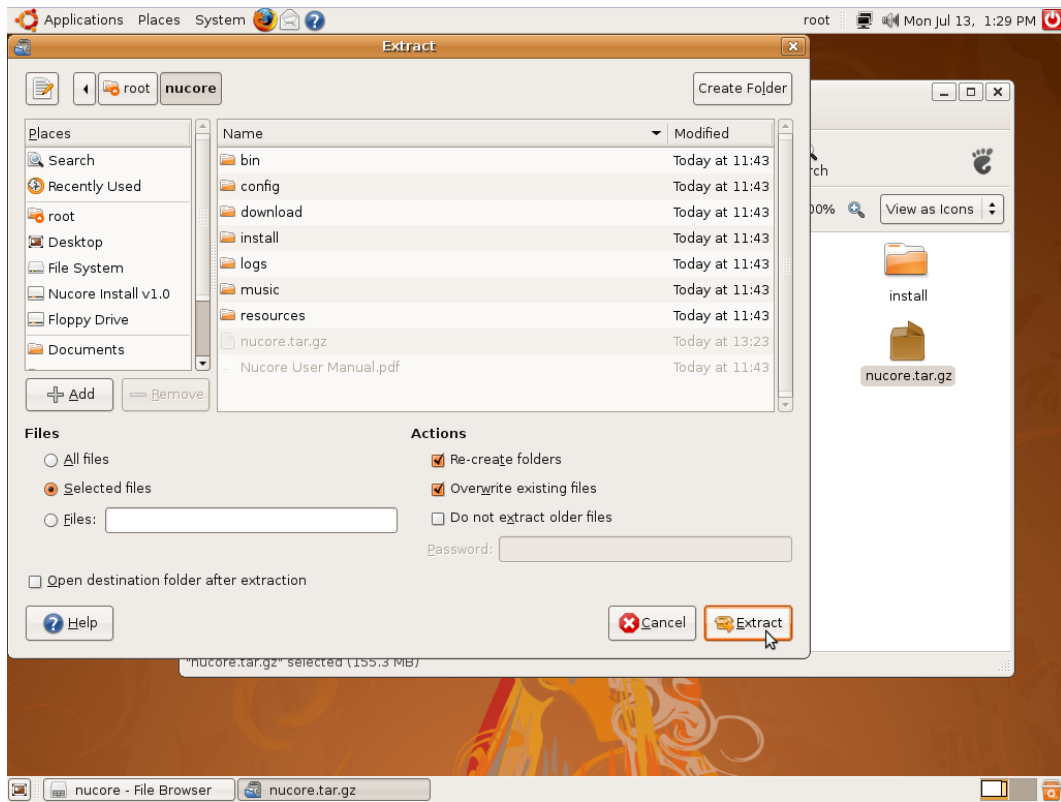 Applications Places System root Mon Jul 13, 1:29 PM
Extract
root nucore Create Folder
Places Name Modified
Search bin Today at 11:43
Recently Used config Today at 11:43
root download Today at 11:43
Desktop install Today at 11:43
File System logs Today at 11:43
Nucore Install v1.0 music Today at 11:43
Floppy Drive resources Today at 11:43
nucore.tar.gz Today at 13:23
Documents
Nucore User Manual.pdf Today at 11:43
Add Remove
View as Icons
install
nucore.tar.gz
Files Actions
All files Re-create folders
Selected files Overwrite existing files
Files: Do not extract older files
Password:
Open destination folder after extraction
Help Cancel Extract
"nucore.tar.gz" selected (155.3 MB)
nucore - File Browser nucore.tar.gz